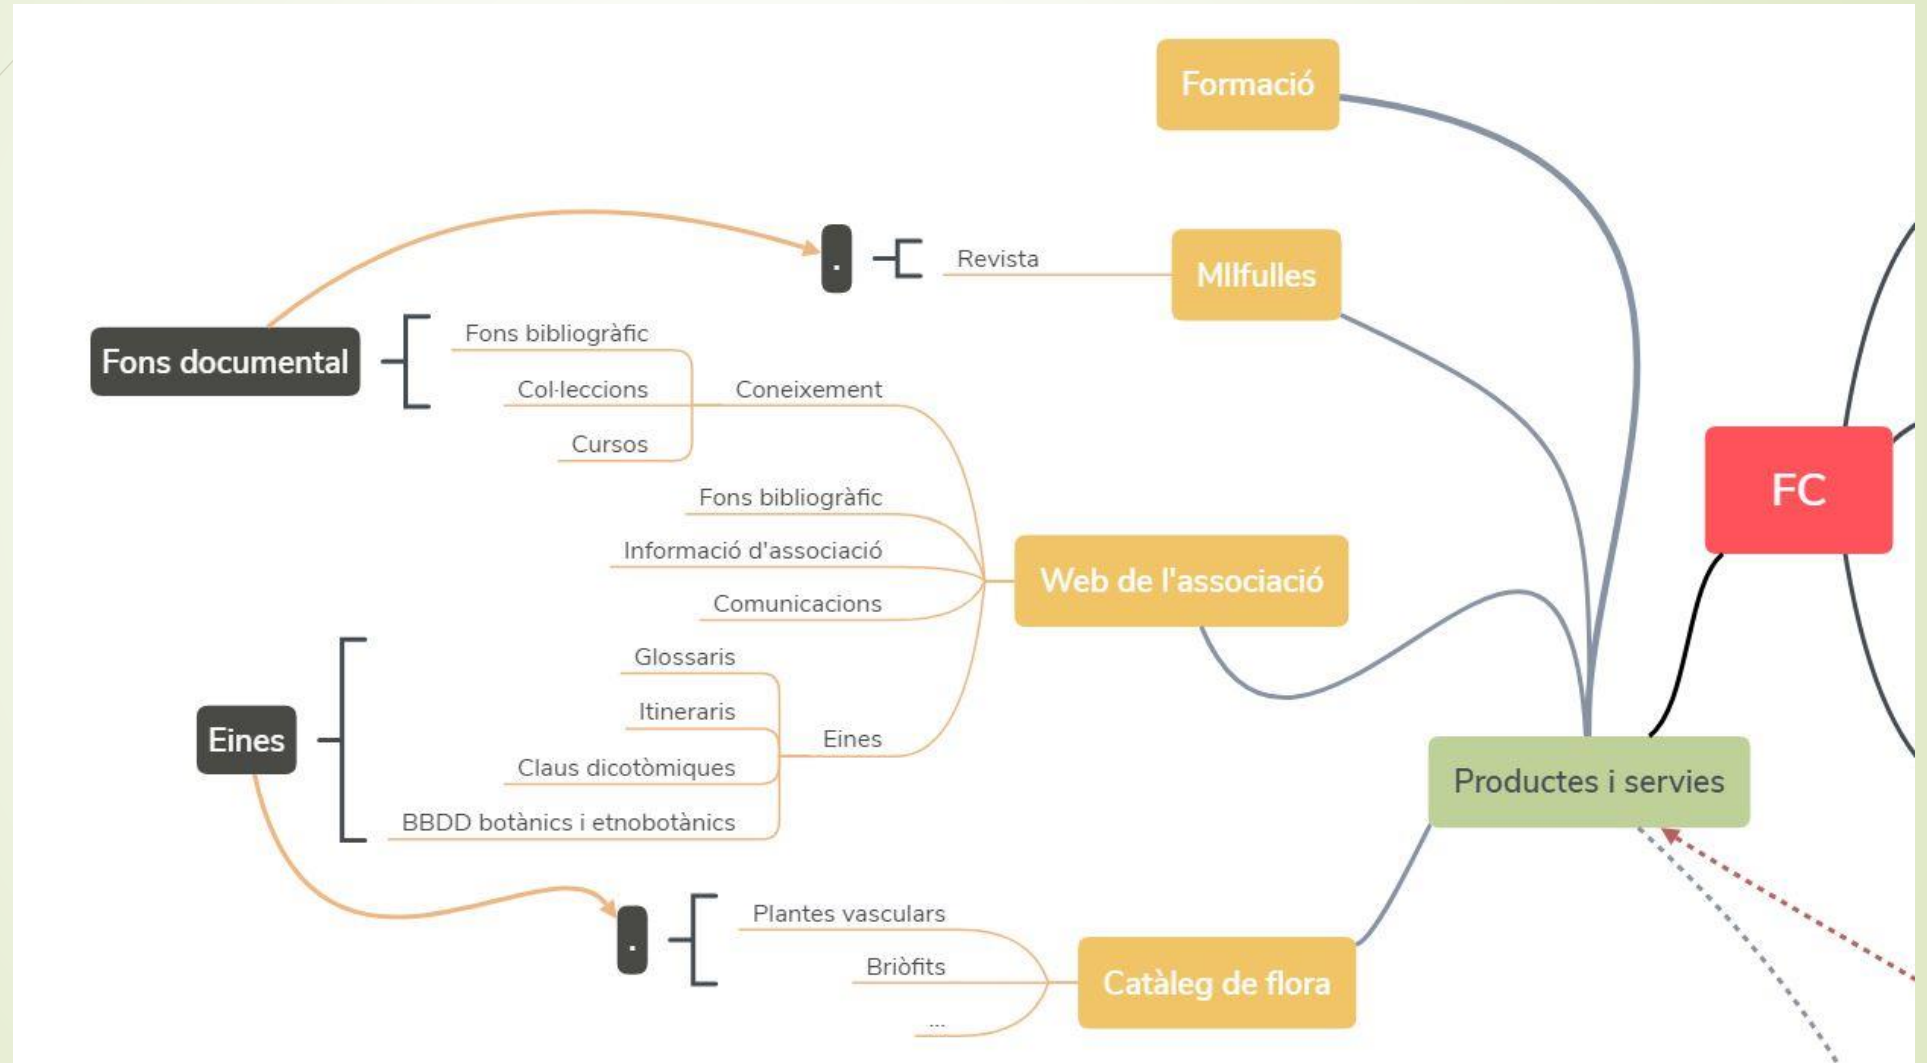 Formació
.
Revista
MIlfulles
Fons documental
Fons bibliogràfic
Col·leccions
Coneixement
Cursos
FC
Fons bibliogràfic
Informació d'associació
Web de l'associació
Comunicacions
Glossaris
Itineraris
Eines
Eines
Claus dicotòmiques
Productes i servies
BBDD botànics i etnobotànics
.
Plantes vasculars
Briòfits
Catàleg de flora
...